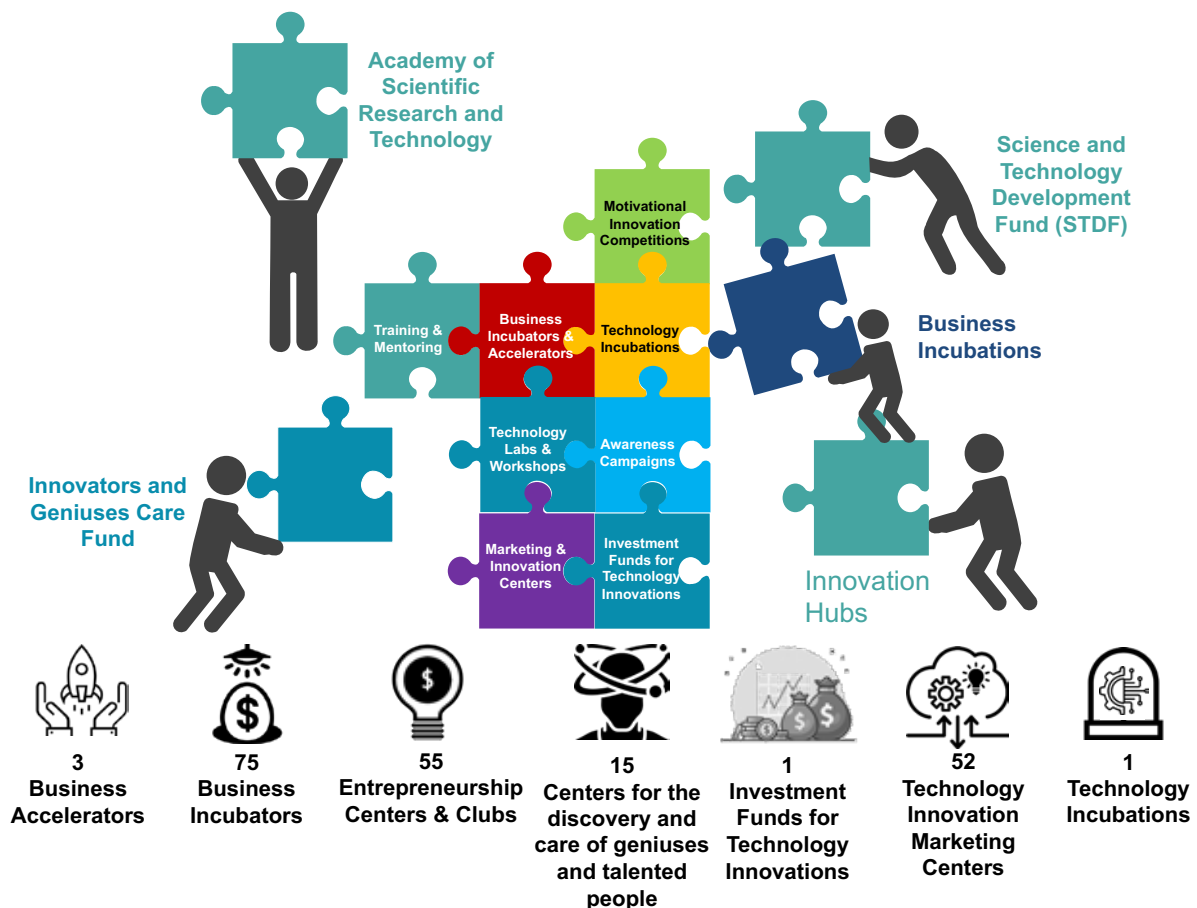 Academy of
Scientific
Research and
Technology
Science and
Technology
Development
Fund (STDF)
Motivational
Innovation
Competitions
Training &
Mentoring
Business
Incubators &
Accelerators
Technology
Incubations
Business
Incubations
Technology
Labs &
Workshops
Awareness
Campaigns
Innovators and
Geniuses Care
Fund
Marketing &
Innovation
Centers
Investment
Funds for
Technology
Innovations
Innovation
Hubs
3
Business
Accelerators
75
Business
Incubators
55
Entrepreneurship
Centers & Clubs
15
Centers for the
discovery and
care of geniuses
and talented
people
1
Investment
Funds for
Technology
Innovations
52
Technology
Innovation
Marketing
Centers
1
Technology
Incubations